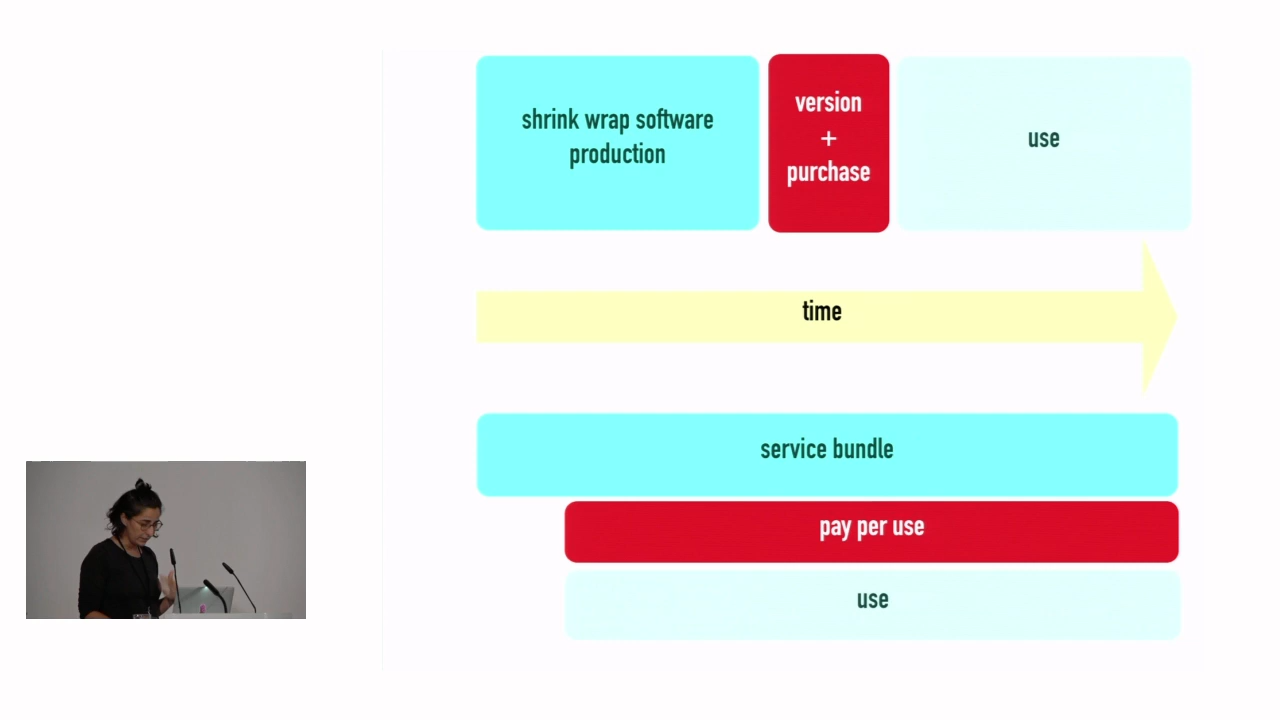 shrink wrap software
production
version
+
purchase
use
time
service bundle
pay per use
use